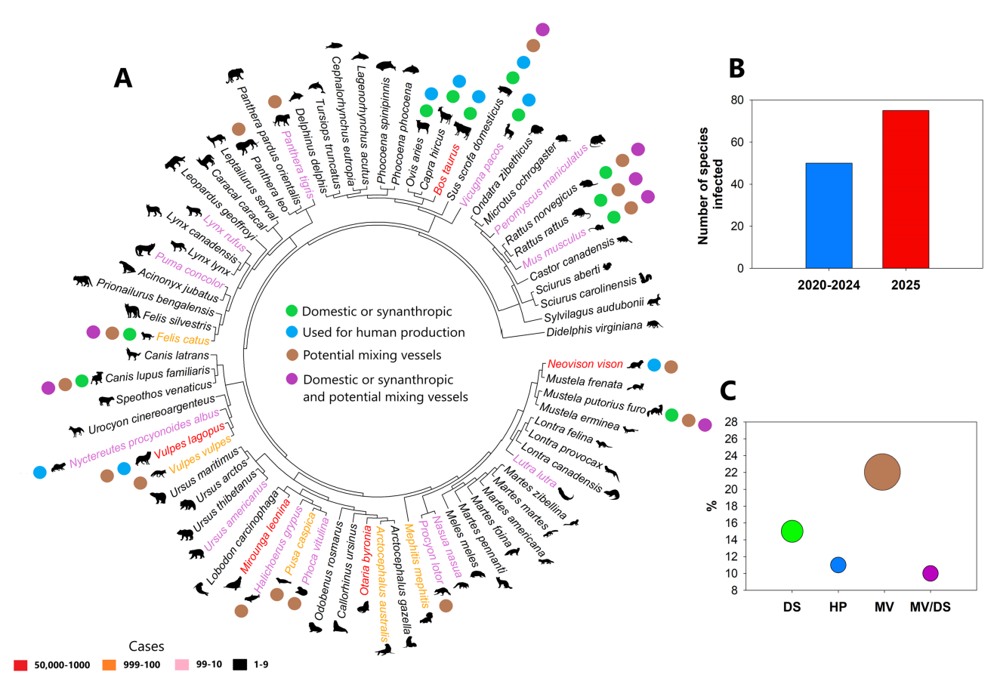 A
Cephalorhynchus eutropia
Lagenorhynchus acutus
Phocoena spinipinnis
Phocoena phocoena
Ovis aries
Capra hircus
Bos taurus
Sus scrofa domesticus
Vicugna pacos
Ondatra zibethicus
Microtus ochrogaster
Peromyscus maniculatus
Rattus norvegicus
Rattus rattus
Mus musculus
Castor canadensis
Sciurus aberti
Sciurus carolinensis
Sylvilagus audubonii
Didelphis virginiana
Neovison vison
Mustela frenata
Mustela putorius furo
Mustela erminea
Lontra felina
Lontra provocax
Lontra canadensis
Lutra lutra
Martes zibellina
Martes martes
Martes americana
Martes foina
Martes pennanti
Meles meles
Nasua nasua
Procyon lotor
Mephitis mephitis
Arctocephalus gazella
Arctocephalus australis
Otaria byronia
Callorhinus ursinus
Odobenus rosmarus
Phoca vitulina
Pusa caspica
Halichoerus grypus
Mirounga leonina
Lobodon carcinophaga
Ursus americanus
Ursus thibetanus
Ursus arctos
Ursus maritimus
Vulpes vulpes
Vulpes lagopus
Nyctereutes procyonoides albus
Urocyon cinereoargenteus
Speothos venaticus
Canis lupus familiaris
Canis latrans
Felis catus
Felis silvestris
Prionailurus bengalensis
Acinonyx jubatus
Puma concolor
Lynx lynx
Lynx canadensis
Lynx rufus
Leopardus geoffroyi
Caracal caracal
Leptailurus serval
Panthera leo
Panthera pardus orientalis
Panthera tigris
Delphinus delphis
Tursiops truncatus
Domestic or synanthropic
Used for human production
Potential mixing vessels
Domestic or synanthropic
and potential mixing vessels
Cases
50,000-1000
999-100
99-10
1-9
B
Number of species
infected
80
60
40
20
0
2020-2024
2025
C
%
28
26
24
22
20
18
16
14
12
10
8
DS
HP
MV
MV/DS